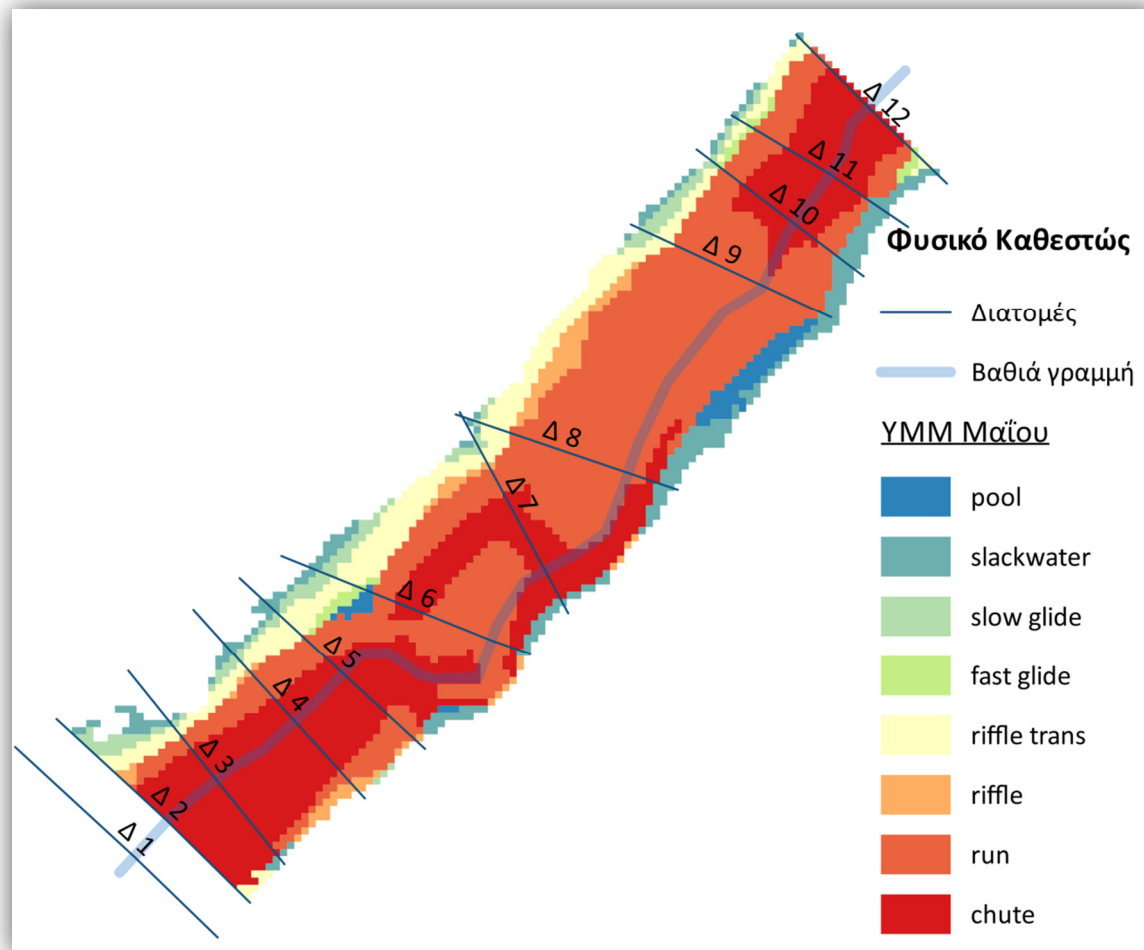 Δ 12
Δ 11
Δ 10
Δ 9
Δ 8
Δ 7
Δ 6
Δ 5
Δ 4
Δ 3
Δ 2
Δ 1
Φυσικό Καθεστώς
Διατομές
Βαθιά γραμμή
ΥΜΜ Μαΐου
pool
slackwater
slow glide
fast glide
riffle trans
riffle
run
chute